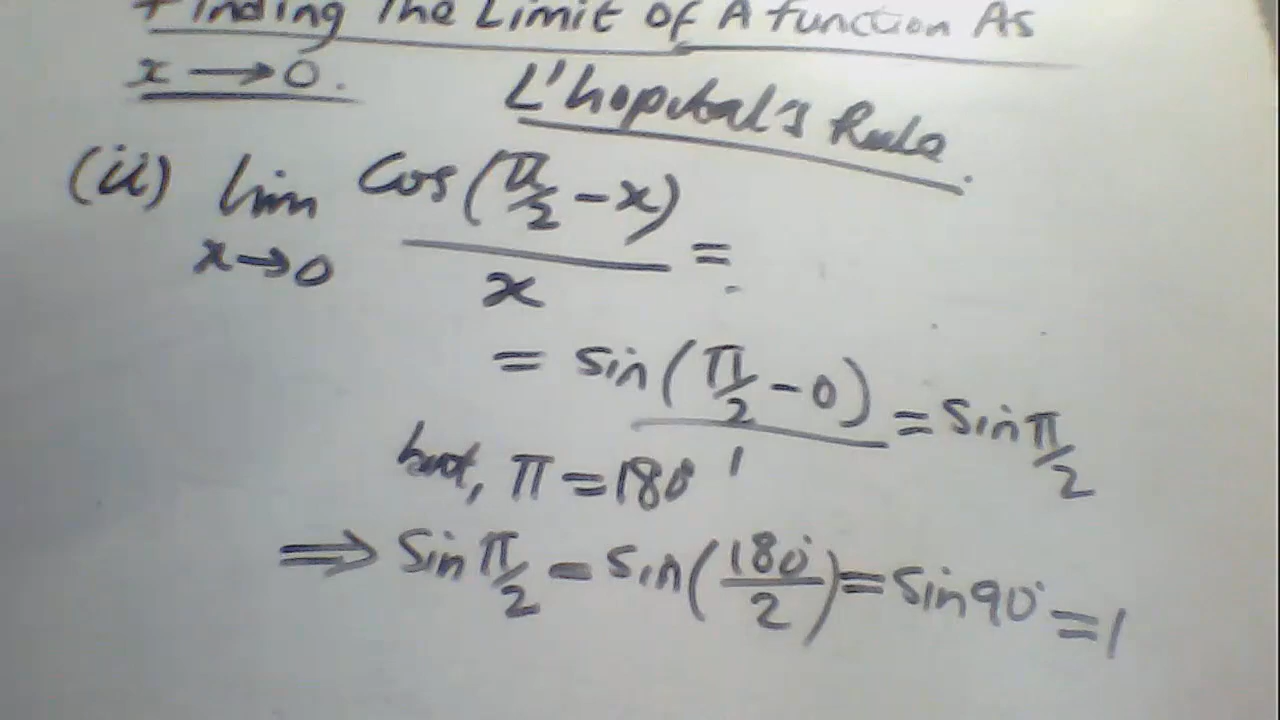 Finding The Limit Of A function As
x → 0.
L'hopital's Rule
(ii) lim x→0 cos(π/2 - x) / x =
= sin(π/2 - 0) / 1 = sin π/2
but, π = 180°
⇒ sin π/2 = sin(180°/2) = sin 90° = 1